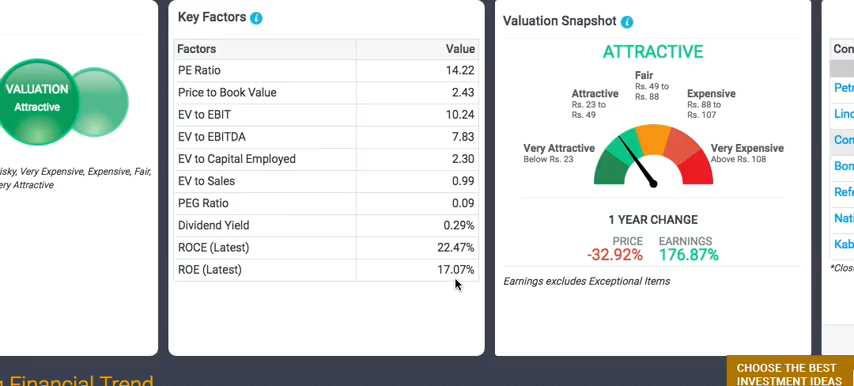 VALUATION
Attractive
isky, Very Expensive, Expensive, Fair,
ery Attractive
Key Factors
Factors Value
PE Ratio 14.22
Price to Book Value 2.43
EV to EBIT 10.24
EV to EBITDA 7.83
EV to Capital Employed 2.30
EV to Sales 0.99
PEG Ratio 0.09
Dividend Yield 0.29%
ROCE (Latest) 22.47%
ROE (Latest) 17.07%
Valuation Snapshot
ATTRACTIVE
Fair
Rs. 49 to
Rs. 88
Attractive
Rs. 23 to
Rs. 49
Expensive
Rs. 88 to
Rs. 107
Very Attractive
Below Rs. 23
Very Expensive
Above Rs. 108
1 YEAR CHANGE
PRICE EARNINGS
-32.92% 176.87%
Earnings excludes Exceptional Items
Com
Petr
Linc
Con
Bon
Refe
Nati
Kab
*Clos
g Financial Trend
CHOOSE THE BEST
INVESTMENT IDEAS